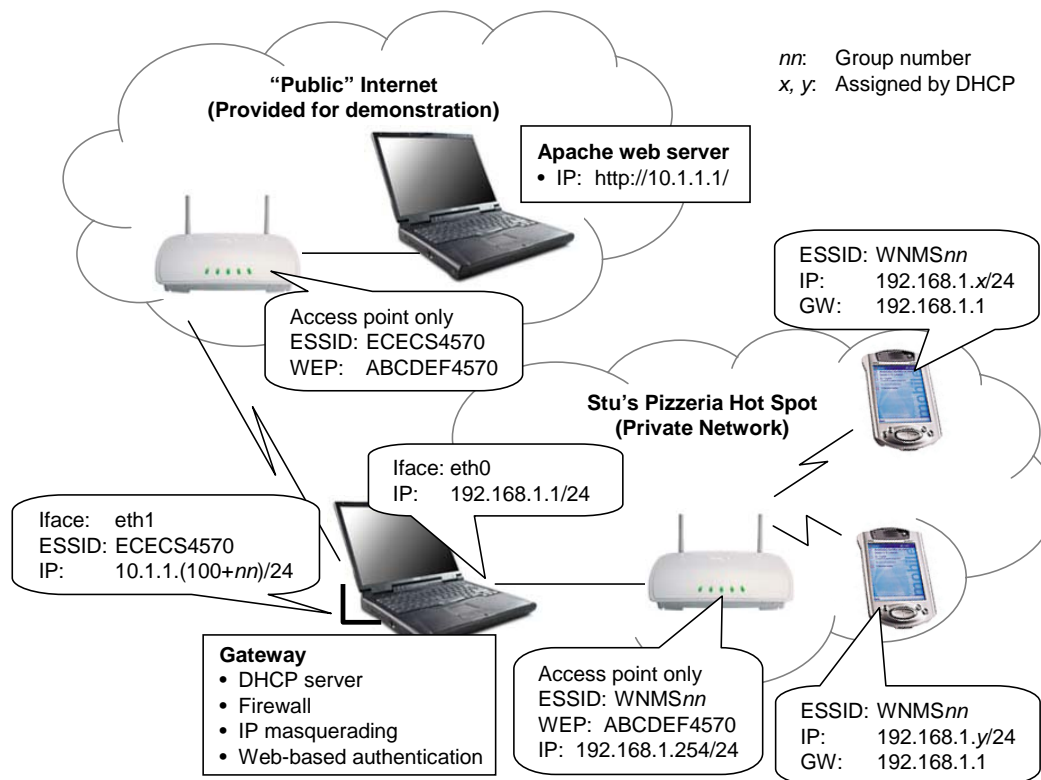 “Public” Internet
(Provided for demonstration)
nn: Group number
x, y: Assigned by DHCP
Apache web server
• IP: http://10.1.1.1/
Access point only
ESSID: ECECS4570
WEP: ABCDEF4570
ESSID: WNMSnn
IP: 192.168.1.x/24
GW: 192.168.1.1
Stu’s Pizzeria Hot Spot
(Private Network)
Iface: eth0
IP: 192.168.1.1/24
Iface: eth1
ESSID: ECECS4570
IP: 10.1.1.(100+nn)/24
Gateway
• DHCP server
• Firewall
• IP masquerading
• Web-based authentication
Access point only
ESSID: WNMSnn
WEP: ABCDEF4570
IP: 192.168.1.254/24
ESSID: WNMSnn
IP: 192.168.1.y/24
GW: 192.168.1.1